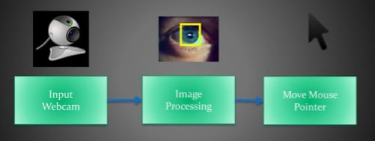 Input
Webcam
Image
Processing
Move Mouse
Pointer